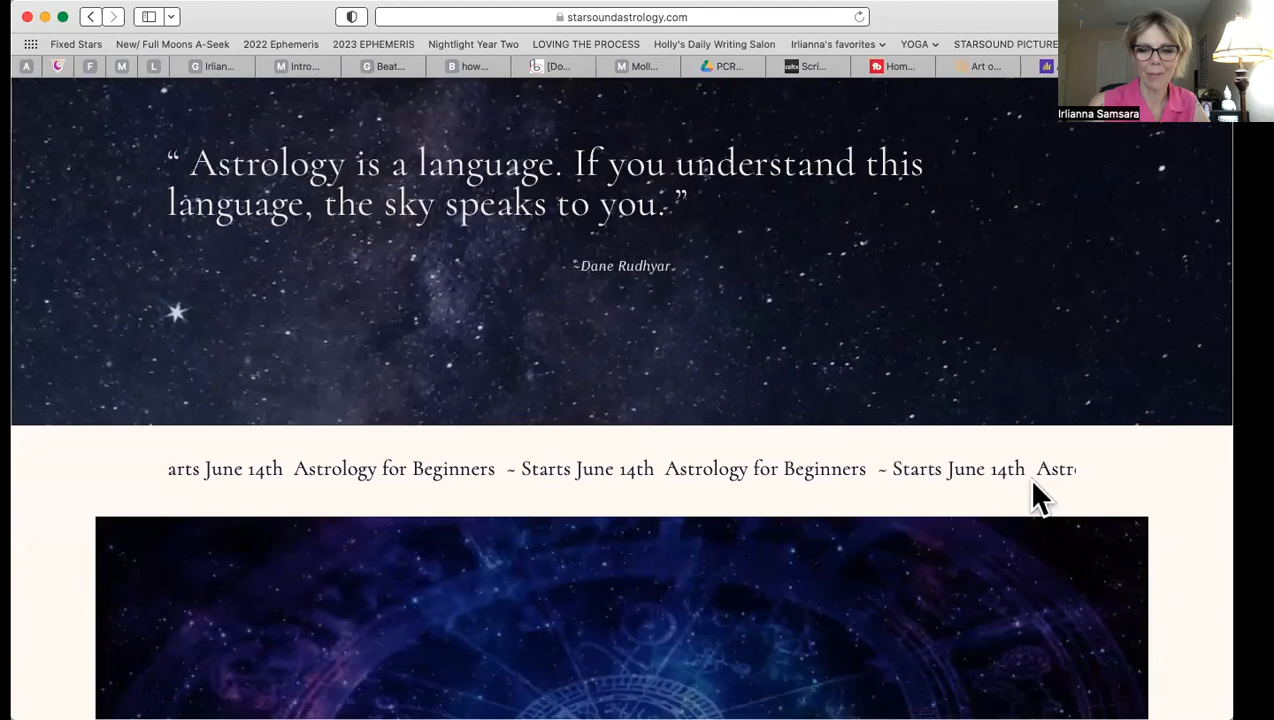 starsoundastrology.com
Fixed Stars New/ Full Moons A-Seek 2022 Ephemeris 2023 EPHEMERIS Nightlight Year Two LOVING THE PROCESS Holly's Daily Writing Salon Irlianna's favorites YOGA STARSOUND PICTURE
A F M L G Irlian... M Intro... G Beat... B how... [Do... M Moll... PCR... celtx Scri... Hom... Art o...
Irlianna Samsara
“ Astrology is a language. If you understand this
language, the sky speaks to you. ”
~Dane Rudhyar
arts June 14th Astrology for Beginners ~ Starts June 14th Astrology for Beginners ~ Starts June 14th Astr